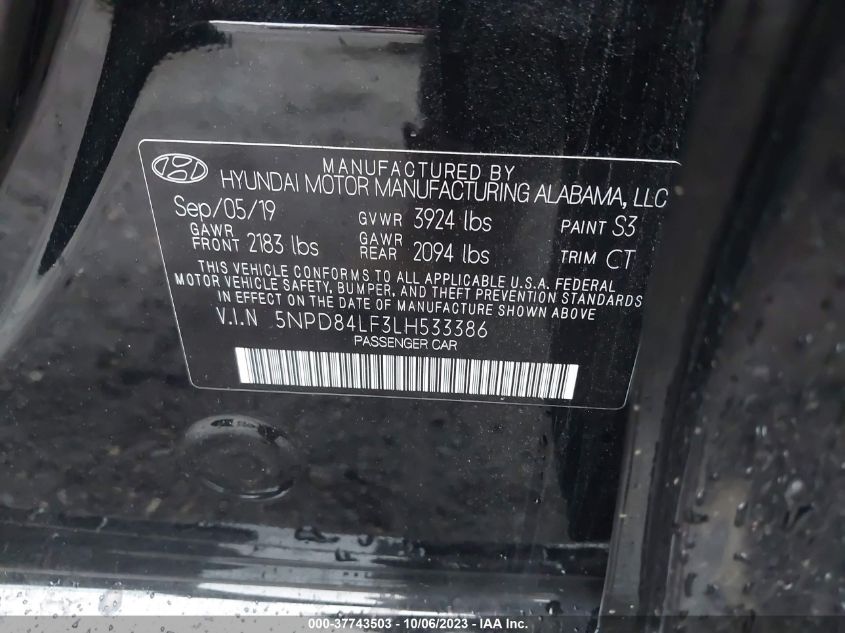 MANUFACTURED BY
HYUNDAI MOTOR MANUFACTURING ALABAMA, LLC
Sep/05/19 GVWR 3924 lbs PAINT S3
GAWR FRONT 2183 lbs GAWR REAR 2094 lbs TRIM CT
THIS VEHICLE CONFORMS TO ALL APPLICABLE U.S.A. FEDERAL
MOTOR VEHICLE SAFETY, BUMPER, AND THEFT PREVENTION STANDARDS
IN EFFECT ON THE DATE OF MANUFACTURE SHOWN ABOVE
V.I.N 5NPD84LF3LH533386
PASSENGER CAR
000-37743503 - 10/06/2023 - IAA Inc.